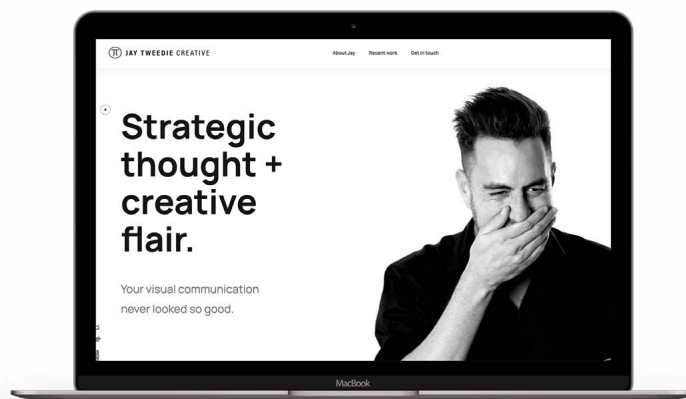 JAY TWEEDIE CREATIVE
About Jay Recent work Get in touch
Strategic
thought +
creative
flair.
Your visual communication
never looked so good.
MacBook